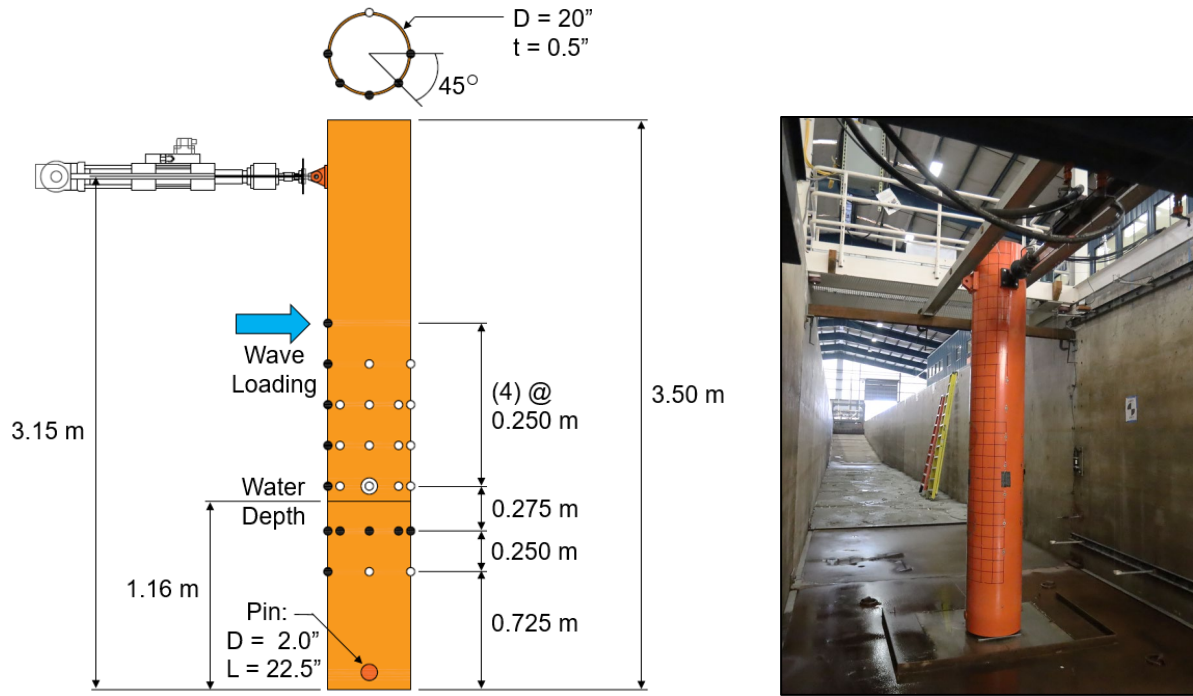 D = 20”
t = 0.5”
45○
Wave
Loading
(4) @
0.250 m
3.50 m
3.15 m
Water
Depth
0.275 m
0.250 m
1.16 m
Pin:
D = 2.0”
L = 22.5”
0.725 m